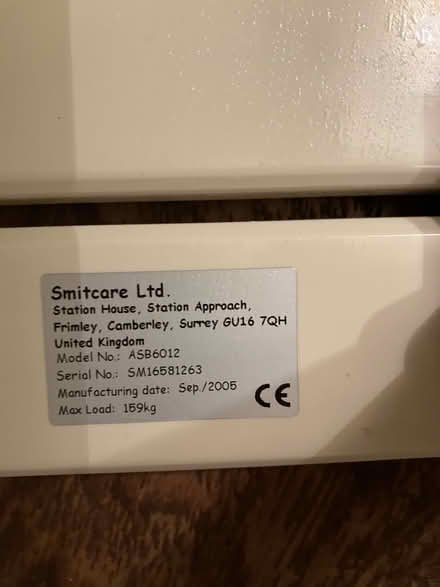 Smitcare Ltd.
Station House, Station Approach,
Frimley, Camberley, Surrey GU16 7QH
United Kingdom
Model No.: ASB6012
Serial No.: SM16581263
Manufacturing date: Sep./2005
Max Load: 159kg
CE